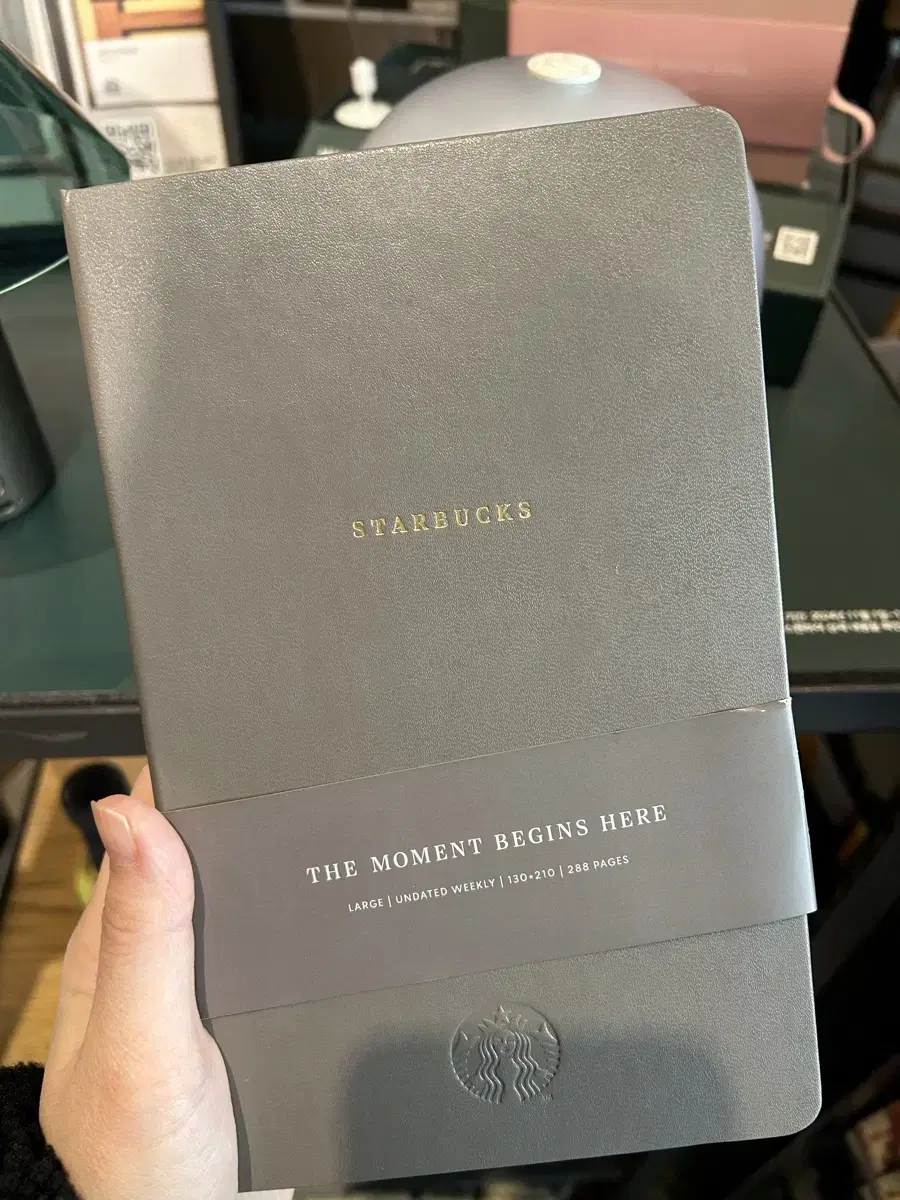 STARBUCKS
THE MOMENT BEGINS HERE
LARGE | UNDATED WEEKLY | 130*210 | 288 PAGES